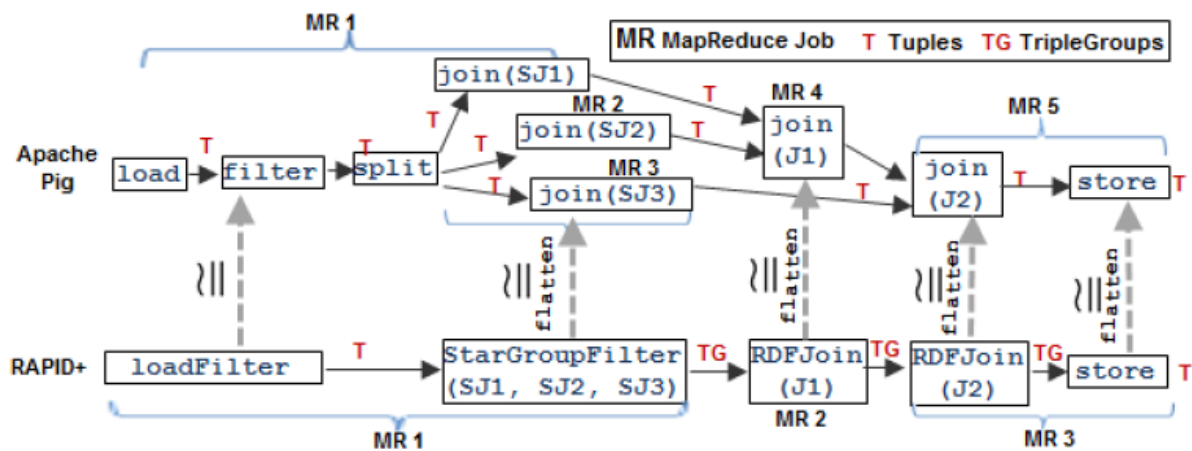 MR 1
MR MapReduce Job T Tuples TG TripleGroups
join(SJ1)
T
MR 2
MR 4
MR 5
T
join(SJ2)
T
join
(J1)
Apache
Pig
load
T
filter
T
split
T
MR 3
join(SJ3)
T
T
join
(J2)
T
store
T
≅
≅
flatten
≅
flatten
≅
flatten
≅
flatten
RAPID+
loadFilter
T
StarGroupFilter
(SJ1, SJ2, SJ3)
TG
RDFJoin
(J1)
TG
RDFJoin
(J2)
TG
store
T
MR 1
MR 2
MR 3